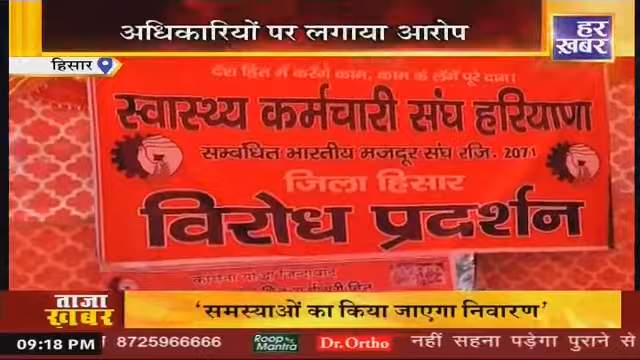 अधिकारियों पर लगाया आरोप
हर
ख़बर
हिसार
देश हित में करेंगे काम, काम के लेंगे पूरे दाम।
स्वास्थ्य कर्मचारी संघ हरियाणा
सम्बधित भारतीय मजदूर संघ रजि. 2071
जिला हिसार
विरोध प्रदर्शन
ताजा
ख़बर
‘समस्याओं का किया जाएगा निवारण’
09:18 PM
8725966666
Roop Mantra
Dr. Ortho
नहीं सहना पड़ेगा पुराने से